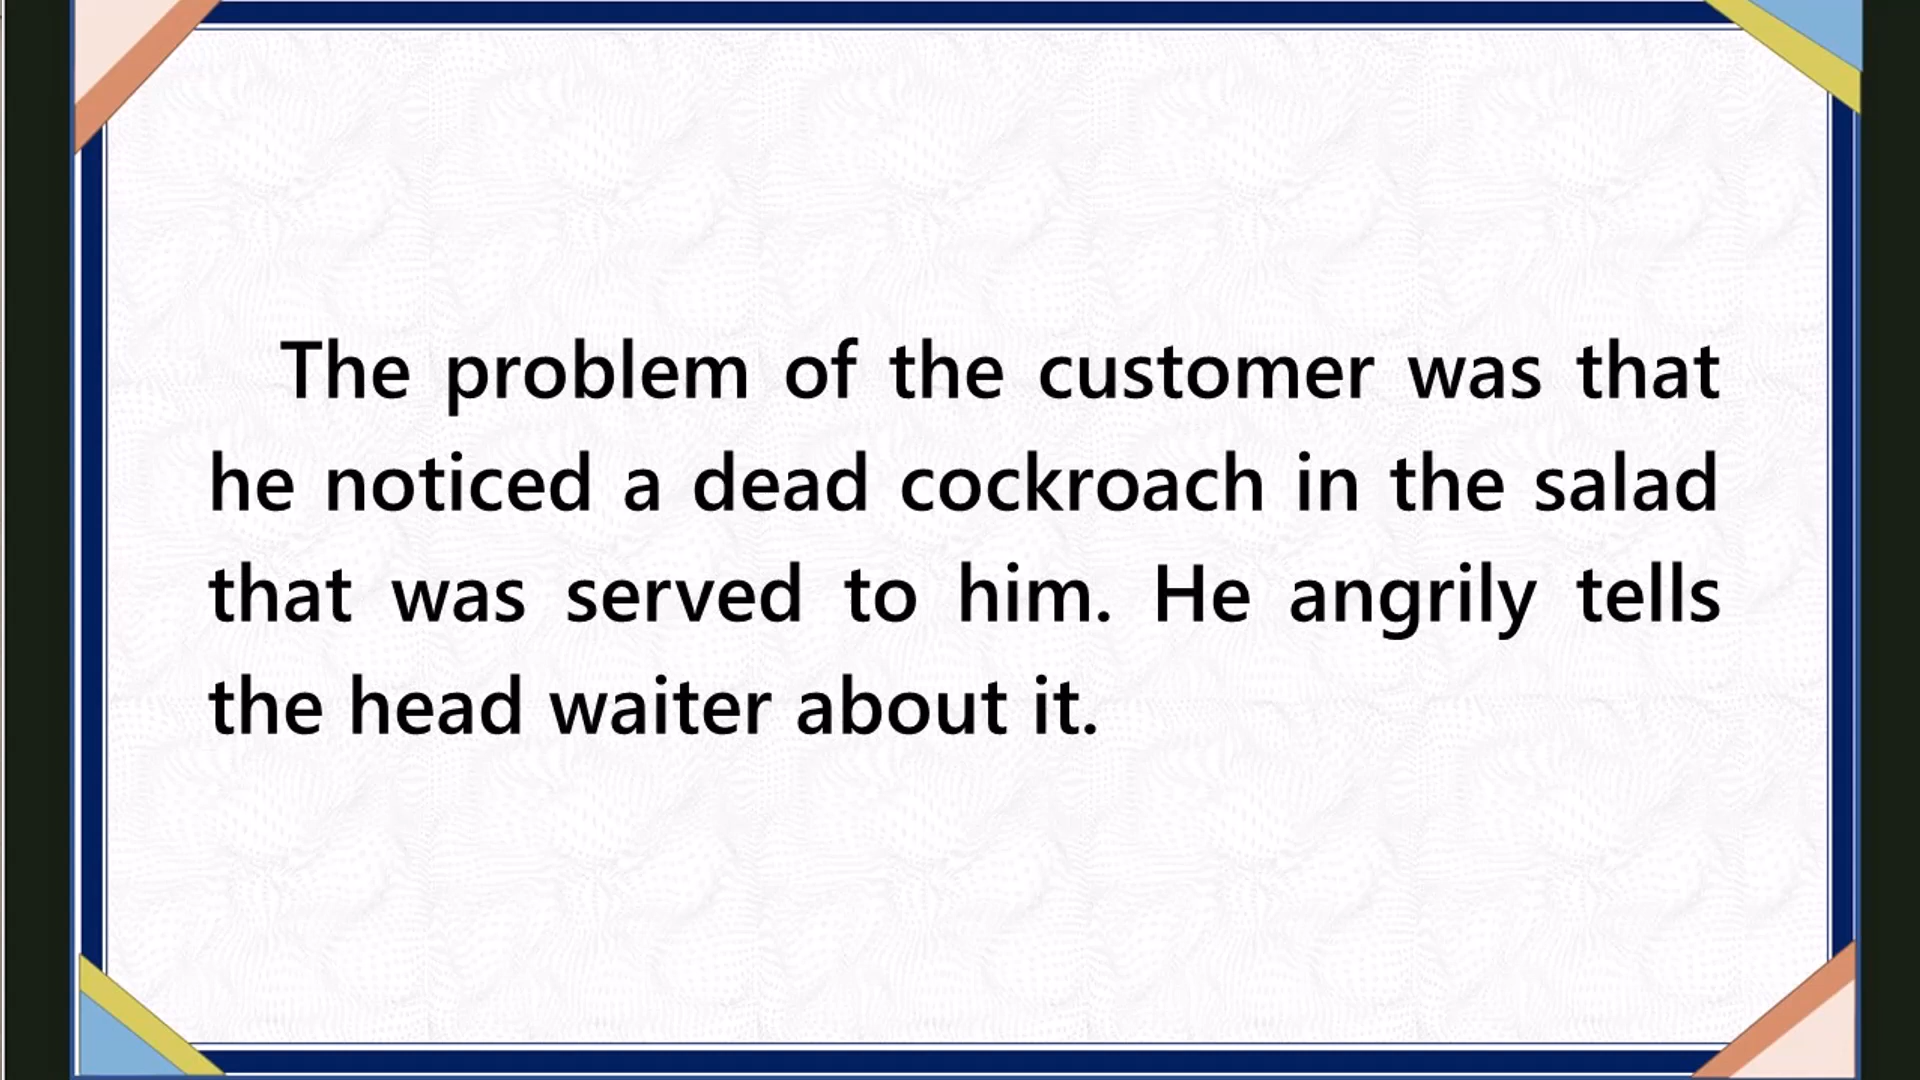 The problem of the customer was that
he noticed a dead cockroach in the salad
that was served to him. He angrily tells
the head waiter about it.